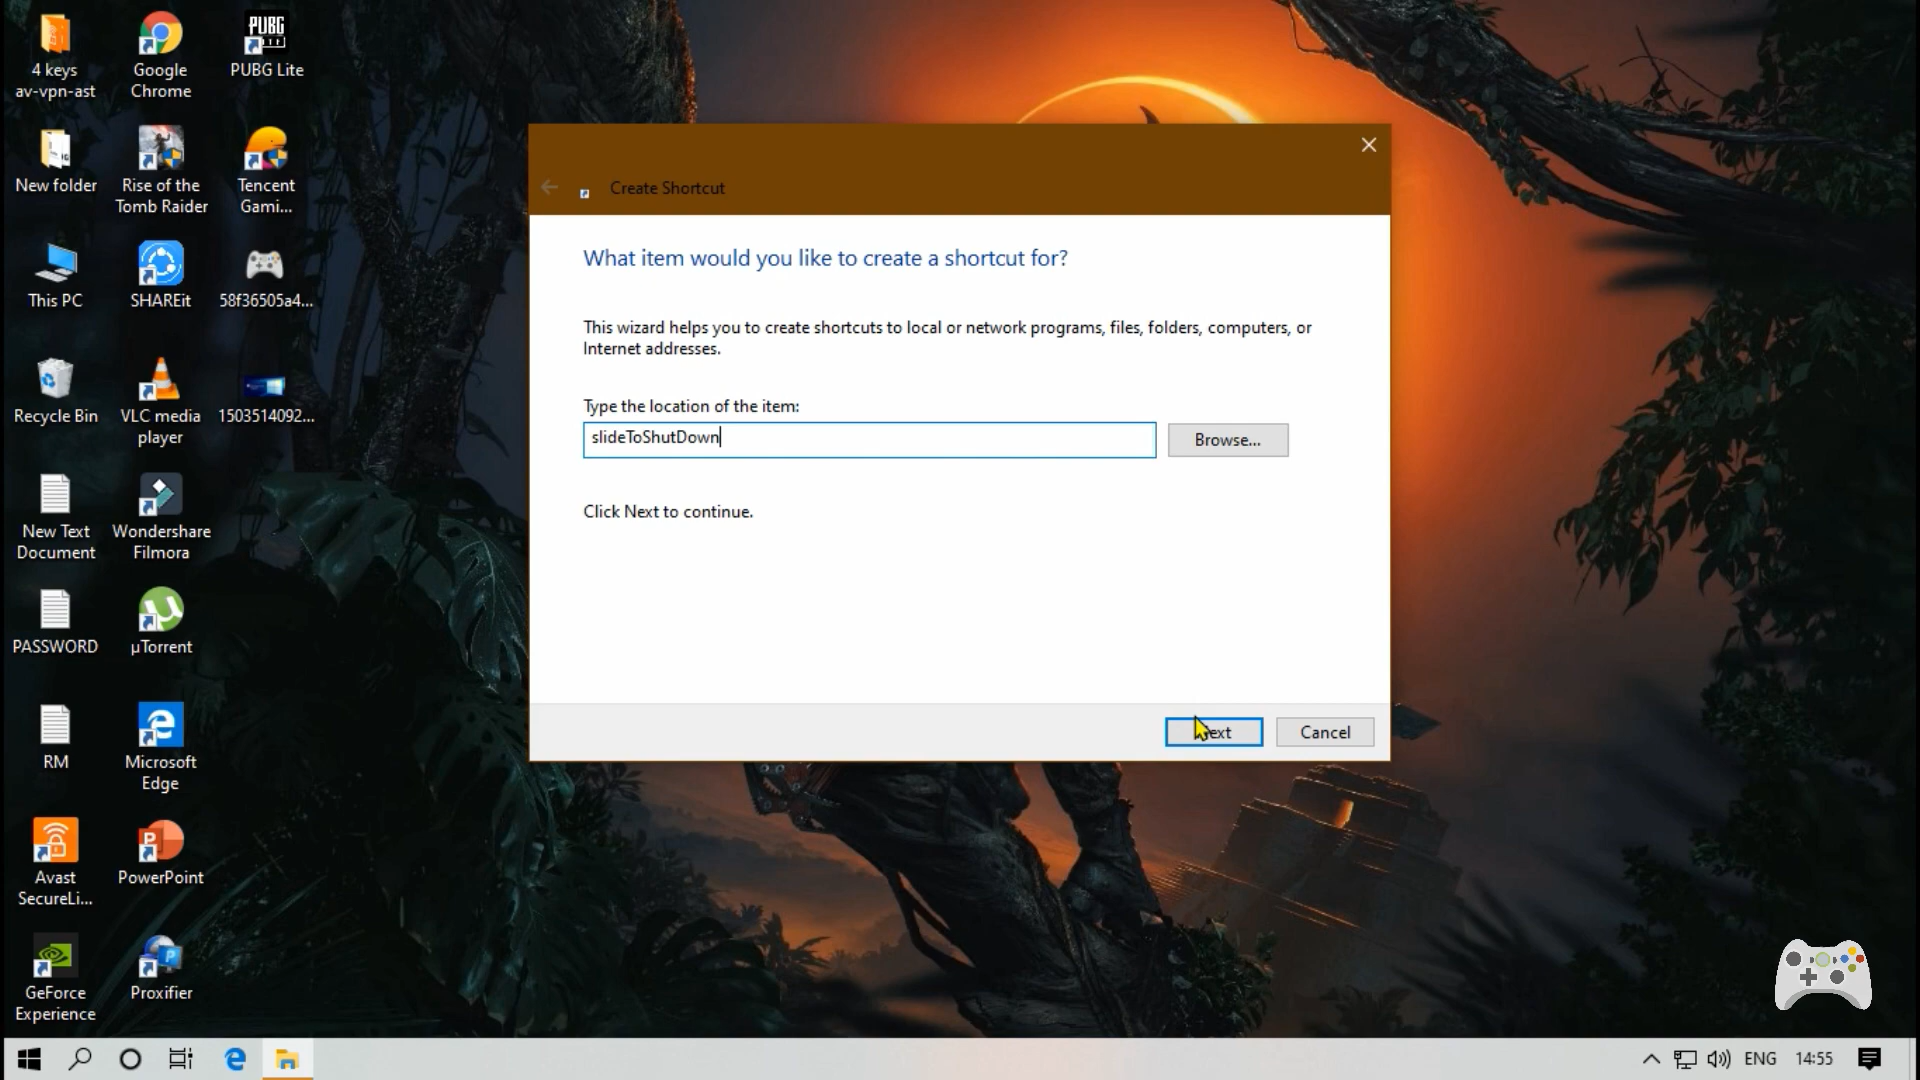 4 keys
av-vpn-ast
Google
Chrome
PUBG
LITE
PUBG Lite
New folder
Rise of the
Tomb Raider
Tencent
Gami...
This PC
SHAREit
58f36505a4...
Recycle Bin
VLC media
player
1503514092...
New Text
Document
Wondershare
Filmora
PASSWORD
µTorrent
RM
Microsoft
Edge
Avast
SecureLi...
PowerPoint
GeForce
Experience
Proxifier
Create Shortcut
What item would you like to create a shortcut for?
This wizard helps you to create shortcuts to local or network programs, files, folders, computers, or
Internet addresses.
Type the location of the item:
slideToShutDown
Browse...
Click Next to continue.
Cancel
ENG
14:55